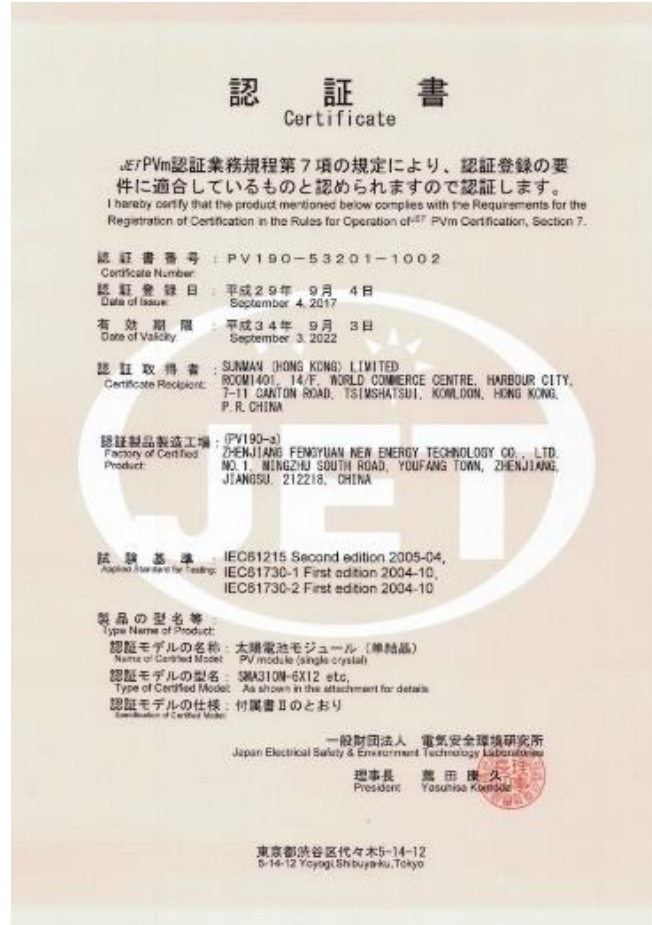 認 証 書
Certificate
JET PVm認証業務規程第7項の規定により、認証登録の要
件に適合しているものと認められますので認証します。
I hereby certify that the product mentioned below complies with the Requirements for the
Registration of Certification in the Rules for Operation of JET PVm Certification, Section 7.
認 証 書 番 号 : PV190-53201-1002
Certificate Number:
認 証 登 録 日 : 平成29年 9月 4日
Date of Issue: September 4, 2017
有 効 期 限 : 平成34年 9月 3日
Date of Validity: September 3, 2022
認 証 取 得 者 : SUNMAN (HONG KONG) LIMITED
Certificate Recipient: ROOM1401, 14/F, WORLD COMMERCE CENTRE, HARBOUR CITY,
7-11 CANTON ROAD, TSIMSHATSUI, KOWLOON, HONG KONG,
P.R.CHINA
認証製品製造工場 : (PV190-a)
Factory of Certified ZHENJIANG FENGYUAN NEW ENERGY TECHNOLOGY CO., LTD.
Product: NO.1, MINGZHU SOUTH ROAD, YOUFANG TOWN, ZHENJIANG,
JIANGSU, 212218, CHINA
JET
試 験 基 準 : IEC61215 Second edition 2005-04,
Applied Standard for Testing: IEC61730-1 First edition 2004-10,
IEC61730-2 First edition 2004-10
製品の型名等 :
Type Name of Product:
認証モデルの名称 : 太陽電池モジュール (単結晶)
Name of Certified Model: PV module (single crystal)
認証モデルの型名 : SMA310M-6X12 etc,
Type of Certified Model: As shown in the attachment for details
認証モデルの仕様 : 付属書Ⅱのとおり
Specification of Certified Model:
一般財団法人 電気安全環境研究所
Japan Electrical Safety & Environment Technology Laboratories
理事長 薦 田 康 久
President Yasuhisa Komoda
東京都渋谷区代々木5-14-12
5-14-12 Yoyogi,Shibuya-ku,Tokyo